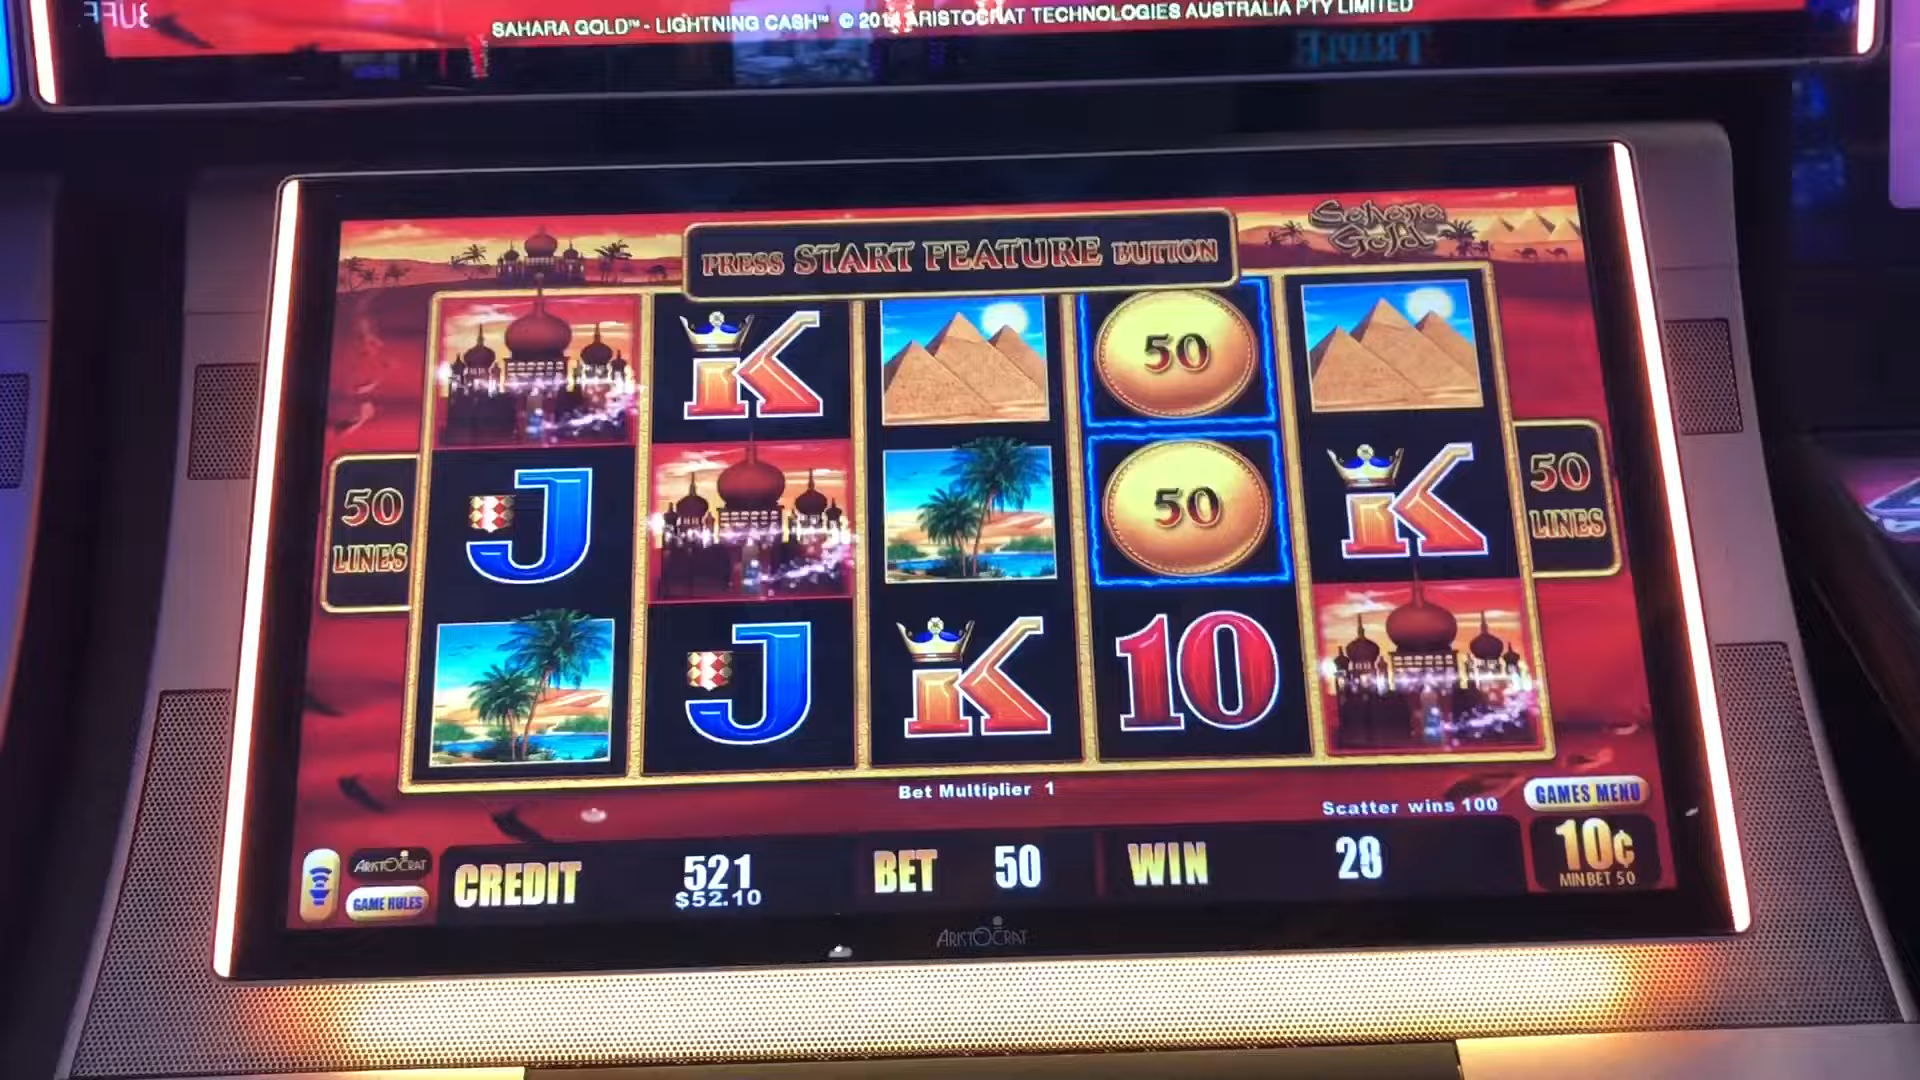 SAHARA GOLD™ - LIGHTNING CASH™ © 2014 ARISTOCRAT TECHNOLOGIES AUSTRALIA PTY LIMITED
PRESS START FEATURE BUTTON
Sahara
Gold
K
50
J
50
K
50
LINES
50
LINES
J
K
10
Bet Multiplier 1
Scatter wins 100
GAMES MENU
ARISTOCRAT
GAME RULES
CREDIT
521
$52.10
BET
50
WIN
28
10¢
MIN BET 50
ARISTOCRAT